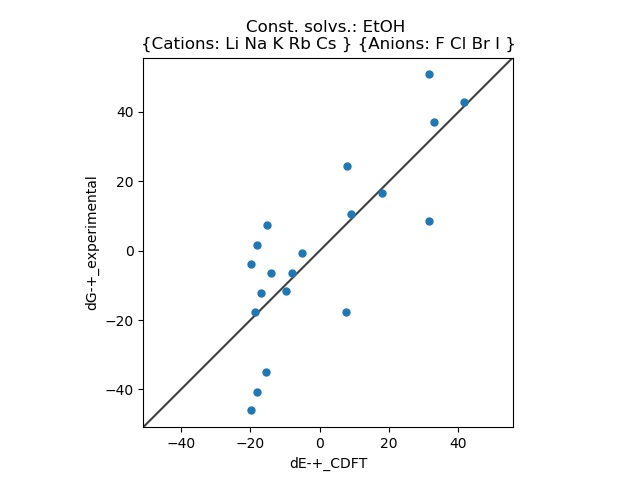 Const. solvs.: EtOH
{Cations: Li Na K Rb Cs } {Anions: F Cl Br I }
40
20
0
−20
−40
dG-+_experimental
−40 −20 0 20 40
dE-+_CDFT